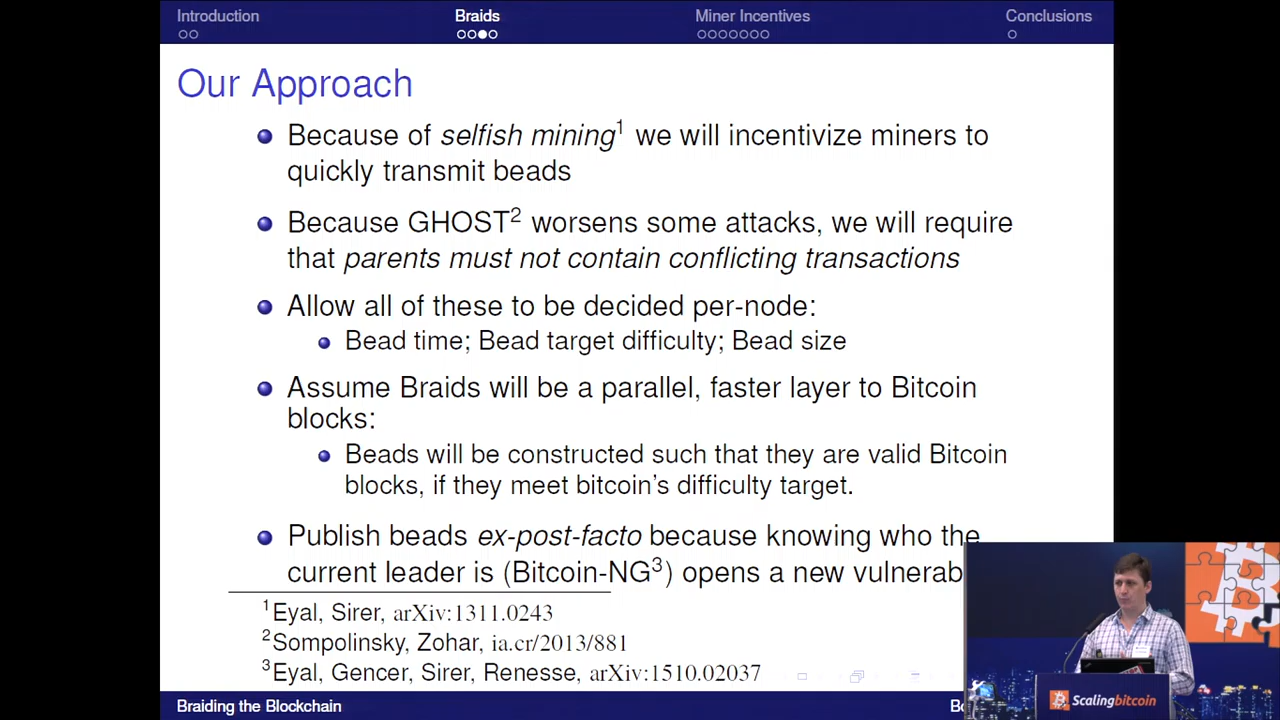 Introduction Braids Miner Incentives Conclusions
Our Approach
Because of selfish mining1 we will incentivize miners to
quickly transmit beads
Because GHOST2 worsens some attacks, we will require
that parents must not contain conflicting transactions
Allow all of these to be decided per-node:
Bead time; Bead target difficulty; Bead size
Assume Braids will be a parallel, faster layer to Bitcoin
blocks:
Beads will be constructed such that they are valid Bitcoin
blocks, if they meet bitcoin's difficulty target.
Publish beads ex-post-facto because knowing who the
current leader is (Bitcoin-NG3) opens a new
1Eyal, Sirer, arXiv:1311.0243
2Sompolinsky, Zohar, ia.cr/2013/881
3Eyal, Gencer, Sirer, Renesse, arXiv:1510.02037
Braiding the Blockchain
Scalingbitcoin